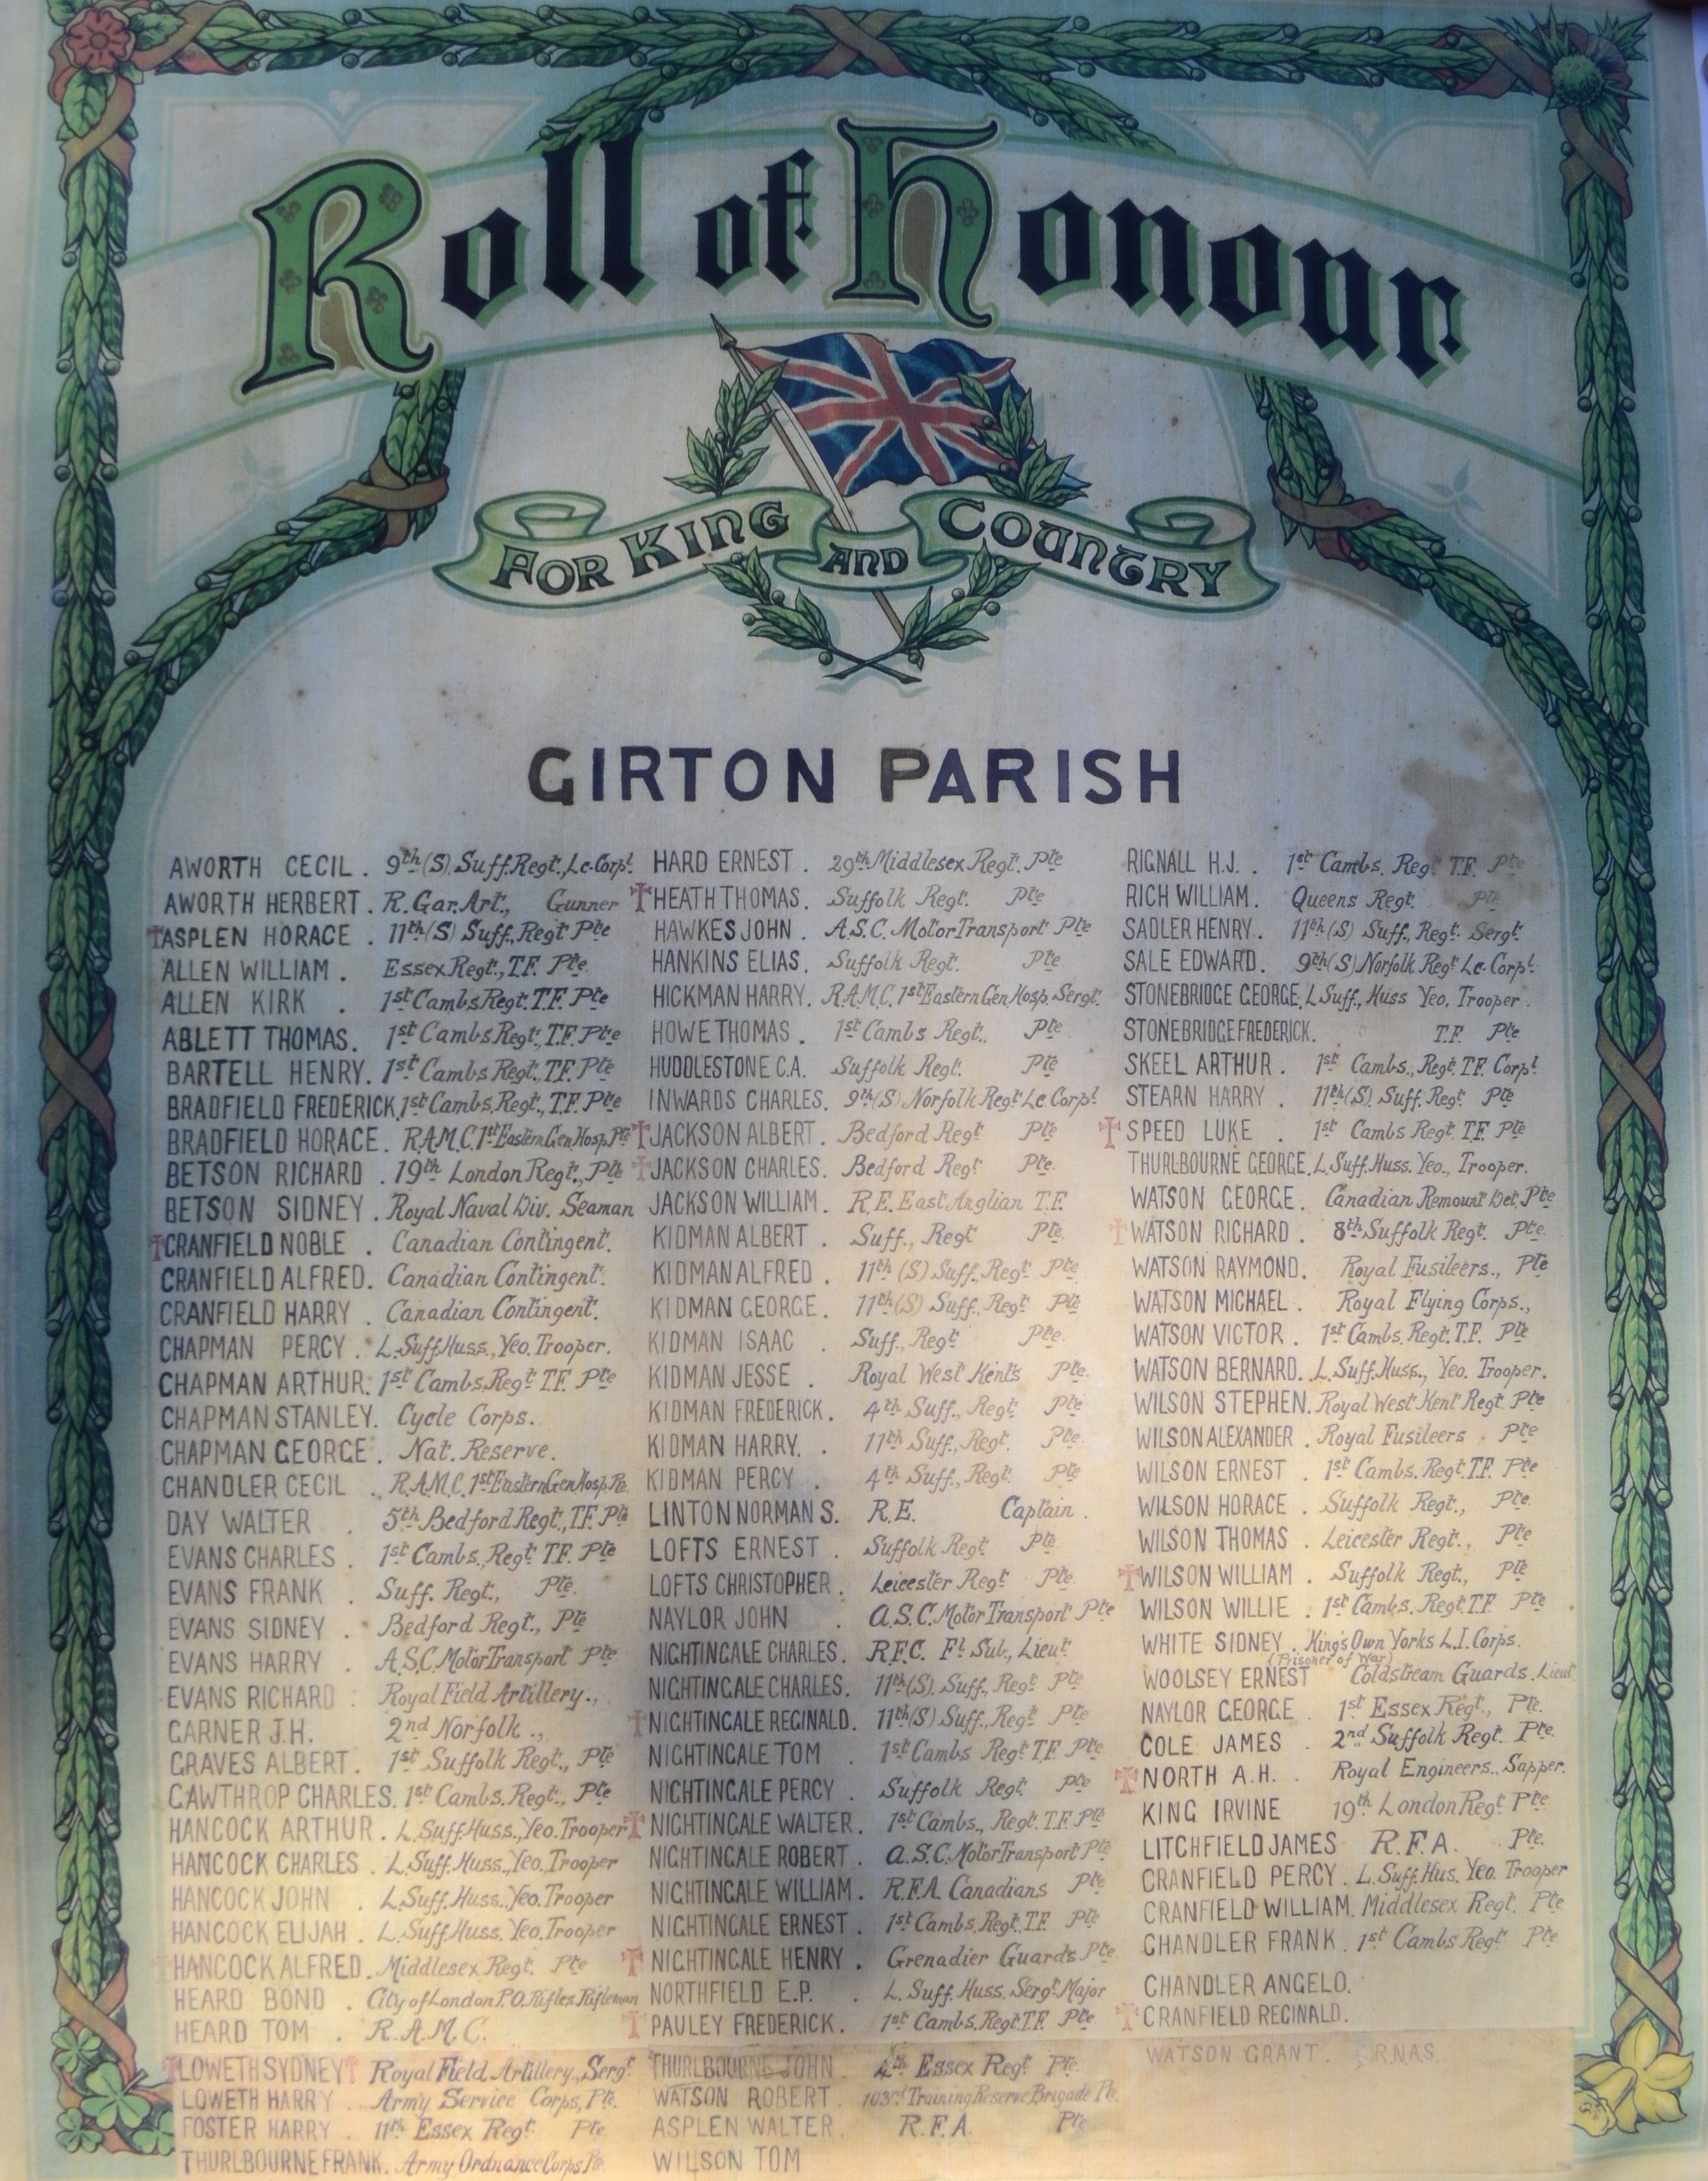 Roll of Honour.
FOR KING AND COUNTRY
GIRTON PARISH
AWORTH CECIL . 9th (S) Suff. Regt., Lc. Corpl.
AWORTH HERBERT . R. Gar. Art., Gunner
†ASPLEN HORACE . 11th (S) Suff., Regt. Pte
ALLEN WILLIAM . Essex Regt., T.F. Pte.
ALLEN KIRK . 1st Cambs Regt. T.F. Pte
ABLETT THOMAS. 1st Cambs Regt., T.F. Pte
BARTELL HENRY. 1st Cambs Regt., T.F. Pte
BRADFIELD FREDERICK, 1st Cambs. Regt., T.F. Pte
BRADFIELD HORACE. R.A.M.C. 1st Eastern Gen Hosp. Pte
BETSON RICHARD . 19th London Regt., Pte
BETSON SIDNEY . Royal Naval Div. Seaman
†CRANFIELD NOBLE . Canadian Contingent.
CRANFIELD ALFRED. Canadian Contingent.
CRANFIELD HARRY . Canadian Contingent.
CHAPMAN PERCY . L. Suff. Huss., Yeo. Trooper.
CHAPMAN ARTHUR. 1st Cambs. Regt. T.F. Pte
CHAPMAN STANLEY. Cycle Corps.
CHAPMAN GEORGE . Nat. Reserve.
CHANDLER CECIL . R.A.M.C. 1st Eastern Gen Hosp. Pte.
DAY WALTER . 5th Bedford Regt., T.F. Pte
EVANS CHARLES . 1st Cambs., Regt. T.F. Pte
EVANS FRANK . Suff. Regt., Pte.
EVANS SIDNEY . Bedford Regt., Pte
EVANS HARRY . A.S.C. Motor Transport Pte
EVANS RICHARD . Royal Field Artillery.,
GARNER J.H. 2nd Norfolk .,
GRAVES ALBERT . 1st Suffolk Regt., Pte
CAWTHROP CHARLES. 1st Cambs. Regt., Pte
HANCOCK ARTHUR . L. Suff. Huss., Yeo. Trooper
HANCOCK CHARLES . L. Suff. Huss., Yeo. Trooper
HANCOCK JOHN . L. Suff. Huss., Yeo. Trooper
HANCOCK ELIJAH . L. Suff. Huss. Yeo. Trooper
†HANCOCK ALFRED . Middlesex Regt. Pte
HEARD BOND . City of London P.O. Rifles Rifleman
HEARD TOM . R.A.M.C.
†LOWETH SYDNEY† Royal Field. Artillery., Sergt.
LOWETH HARRY . Army Service Corps, Pte.
FOSTER HARRY . 11th Essex Regt. Pte.
THURLBOURNE FRANK. Army Ordnance Corps Pte.
HARD ERNEST . 29th Middlesex Regt. Pte
†HEATH THOMAS. Suffolk Regt. Pte
HAWKES JOHN . A.S.C. Motor Transport Pte
HANKINS ELIAS. Suffolk Regt. Pte
HICKMAN HARRY. R.A.M.C. 1st Eastern Gen Hosp. Sergt.
HOWE THOMAS . 1st Cambs Regt., Pte
HUDDLESTONE C.A. Suffolk Regt. Pte
INWARDS CHARLES. 9th (S) Norfolk Regt. Lc. Corpl.
†JACKSON ALBERT . Bedford Regt Pte
†JACKSON CHARLES. Bedford Regt Pte.
JACKSON WILLIAM . R.E. East Anglian T.F.
KIDMAN ALBERT . Suff., Regt Pte.
KIDMAN ALFRED . 11th (S) Suff., Regt. Pte
KIDMAN GEORGE . 11th (S) Suff., Regt Pte
KIDMAN ISAAC . Suff., Regt Pte.
KIDMAN JESSE . Royal West Kents Pte.
KIDMAN FREDERICK . 4th Suff., Regt. Pte
KIDMAN HARRY. . 11th Suff., Regt. Pte
KIDMAN PERCY . 4th Suff., Regt. Pte
LINTON NORMAN S. R.E. Captain .
LOFTS ERNEST . Suffolk Regt. Pte.
LOFTS CHRISTOPHER . Leicester Regt Pte.
NAYLOR JOHN . A.S.C. Motor Transport Pte
NIGHTINGALE CHARLES. R.F.C. Fl. Sub., Lieut.
NIGHTINGALE CHARLES. 11th (S). Suff., Regt. Pte
†NIGHTINGALE REGINALD. 11th (S) Suff., Regt. Pte
NIGHTINGALE TOM . 1st Cambs Regt. T.F. Pte
NIGHTINGALE PERCY . Suffolk Regt. Pte
†NIGHTINGALE WALTER . 1st Cambs., Regt. T.F. Pte
NIGHTINGALE ROBERT . A.S.C. Motor Transport Pte
NIGHTINGALE WILLIAM . R.F.A. Canadians Pte
NIGHTINGALE ERNEST . 1st Cambs. Regt. T.F. Pte
†NIGHTINGALE HENRY . Grenadier Guards Pte.
NORTHFIELD E.P. . L. Suff. Huss. Sergt Major
†PAULEY FREDERICK . 1st Cambs. Regt. T.F. Pte
THURLBOURNE JOHN . 4th Essex Regt. Pte.
WATSON ROBERT . 103rd Training Reserve Brigade Pte.
ASPLEN WALTER . R.F.A. Pte
WILSON TOM
RIGNALL H.J. . 1st Cambs. Regt. T.F. Pte
RICH WILLIAM . Queens Regt. Pte
SADLER HENRY . 11th (S) Suff., Regt. Sergt.
SALE EDWARD. 9th (S) Norfolk Regt Lc. Corpl.
STONEBRIDGE GEORGE, L. Suff., Huss Yeo. Trooper .
STONEBRIDGE FREDERICK. T.F. Pte.
SKEEL ARTHUR . 1st Cambs., Regt. T.F. Corpl.
STEARN HARRY . 11th (S). Suff. Regt. Pte
†SPEED LUKE . 1st Cambs Regt. T.F. Pte
THURLBOURNE GEORGE. L. Suff. Huss. Yeo., Trooper.
WATSON GEORGE . Canadian Remount Det. Pte
†WATSON RICHARD . 8th Suffolk Regt. Pte.
WATSON RAYMOND. Royal Fusileers., Pte
WATSON MICHAEL . Royal Flying Corps.,
WATSON VICTOR . 1st Cambs. Regt. T.F. Pte
WATSON BERNARD. L. Suff. Huss., Yeo. Trooper.
WILSON STEPHEN. Royal West Kent Regt. Pte
WILSON ALEXANDER . Royal Fusileers . Pte
WILSON ERNEST . 1st Cambs. Regt. T.F. Pte
WILSON HORACE . Suffolk Regt., Pte.
WILSON THOMAS . Leicester Regt., Pte
†WILSON WILLIAM . Suffolk Regt., Pte
WILSON WILLIE . 1st Cambs. Regt. T.F. Pte
WHITE SIDNEY . King's Own Yorks L.I. Corps.
(Prisoner of War)
WOOLSEY ERNEST Coldstream Guards. Lieut
NAYLOR GEORGE . 1st Essex Regt., Pte.
COLE JAMES . 2nd Suffolk Regt. Pte.
†NORTH A.H. . Royal Engineers., Sapper.
KING IRVINE 19th London Regt. Pte
LITCHFIELD JAMES R.F.A. Pte.
CRANFIELD PERCY . L. Suff. Hus. Yeo. Trooper
CRANFIELD WILLIAM. Middlesex Regt. Pte
CHANDLER FRANK . 1st Cambs Regt Pte
CHANDLER ANGELO.
†CRANFIELD REGINALD.
WATSON GRANT . R.N.A.S.